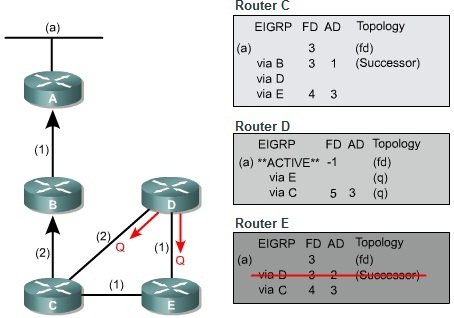 (a)
A
(1)
B
D
(2)
(2)
Q
(1)
Q
C
(1)
E
Router C
EIGRP FD AD Topology
(a) 3 (fd)
via B 3 1 (Successor)
via D
via E 4 3
Router D
EIGRP FD AD Topology
(a) **ACTIVE** -1 (fd)
via E (q)
via C 5 3 (q)
Router E
EIGRP FD AD Topology
(a) 3 (fd)
via D 3 2 (Successor)
via C 4 3